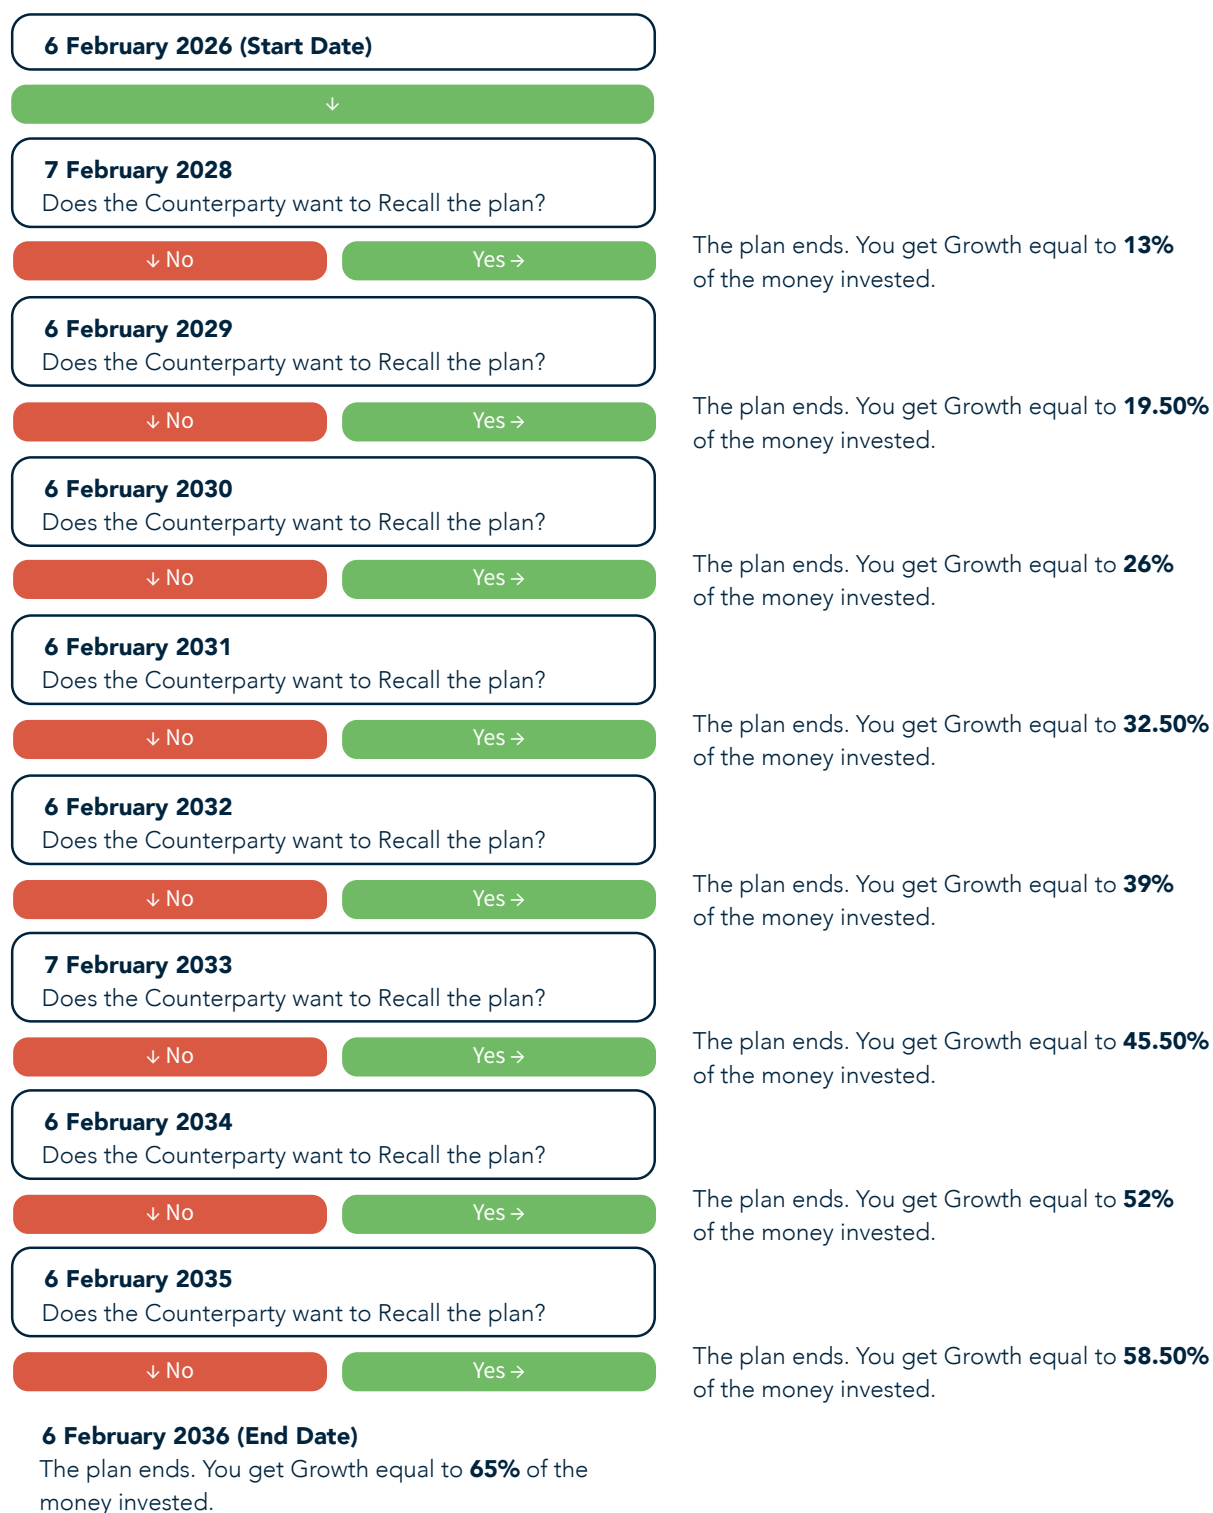 6 February 2026 (Start Date)
↓
7 February 2028
Does the Counterparty want to Recall the plan?
↓ No
Yes →
The plan ends. You get Growth equal to 13%
of the money invested.
6 February 2029
Does the Counterparty want to Recall the plan?
↓ No
Yes →
The plan ends. You get Growth equal to 19.50%
of the money invested.
6 February 2030
Does the Counterparty want to Recall the plan?
↓ No
Yes →
The plan ends. You get Growth equal to 26%
of the money invested.
6 February 2031
Does the Counterparty want to Recall the plan?
↓ No
Yes →
The plan ends. You get Growth equal to 32.50%
of the money invested.
6 February 2032
Does the Counterparty want to Recall the plan?
↓ No
Yes →
The plan ends. You get Growth equal to 39%
of the money invested.
7 February 2033
Does the Counterparty want to Recall the plan?
↓ No
Yes →
The plan ends. You get Growth equal to 45.50%
of the money invested.
6 February 2034
Does the Counterparty want to Recall the plan?
↓ No
Yes →
The plan ends. You get Growth equal to 52%
of the money invested.
6 February 2035
Does the Counterparty want to Recall the plan?
↓ No
Yes →
The plan ends. You get Growth equal to 58.50%
of the money invested.
6 February 2036 (End Date)
The plan ends. You get Growth equal to 65% of the
money invested.